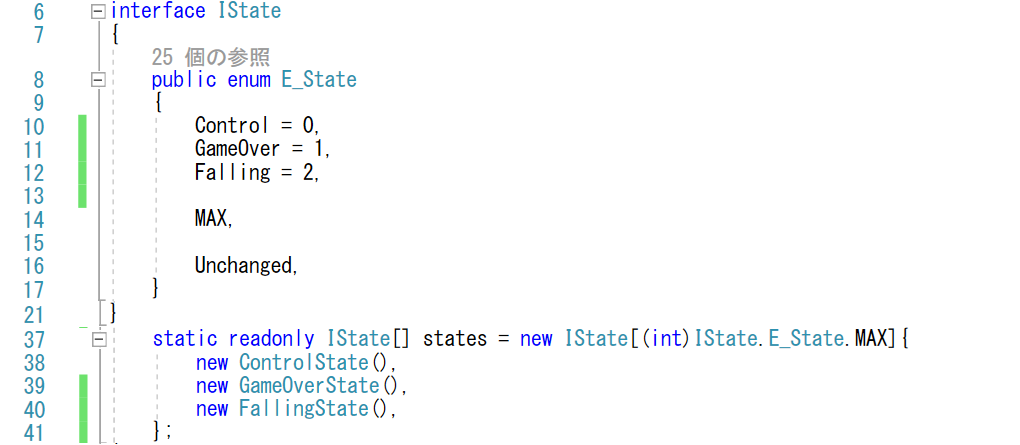 6 interface IState
7 {
25 個の参照
8 public enum E_State
9 {
10 Control = 0,
11 GameOver = 1,
12 Falling = 2,
13
14 MAX,
15
16 Unchanged,
17 }
21 }
37 static readonly IState[] states = new IState[(int)IState.E_State.MAX]{
38 new ControlState(),
39 new GameOverState(),
40 new FallingState(),
41 };